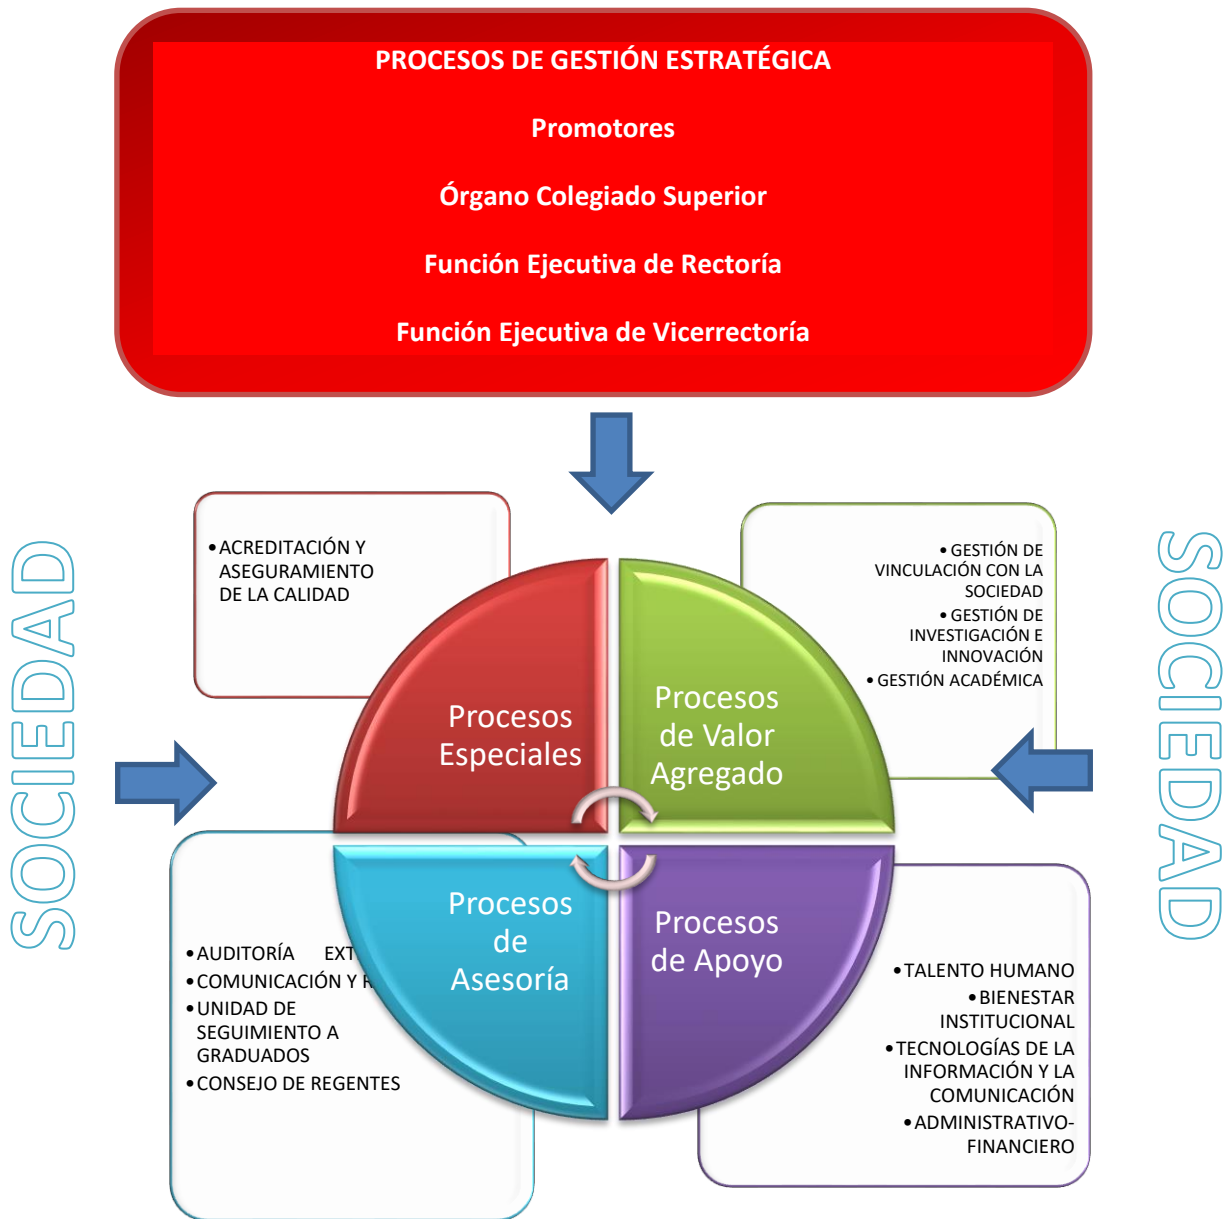 PROCESOS DE GESTIÓN ESTRATÉGICA
Promotores
Órgano Colegiado Superior
Función Ejecutiva de Rectoría
Función Ejecutiva de Vicerrectoría
SOCIEDAD
•ACREDITACIÓN Y
ASEGURAMIENTO
DE LA CALIDAD
•GESTIÓN DE
VINCULACIÓN CON LA
SOCIEDAD
•GESTIÓN DE
INVESTIGACIÓN E
INNOVACIÓN
•GESTIÓN ACADÉMICA
SOCIEDAD
Procesos
Especiales
Procesos
de Valor
Agregado
Procesos
de
Asesoría
Procesos
de Apoyo
•AUDITORÍA
•COMUNICACIÓN Y
•UNIDAD DE
SEGUIMIENTO A
GRADUADOS
•CONSEJO DE REGENTES
•TALENTO HUMANO
•BIENESTAR
INSTITUCIONAL
•TECNOLOGÍAS DE LA
INFORMACIÓN Y LA
COMUNICACIÓN
•ADMINISTRATIVO-
FINANCIERO